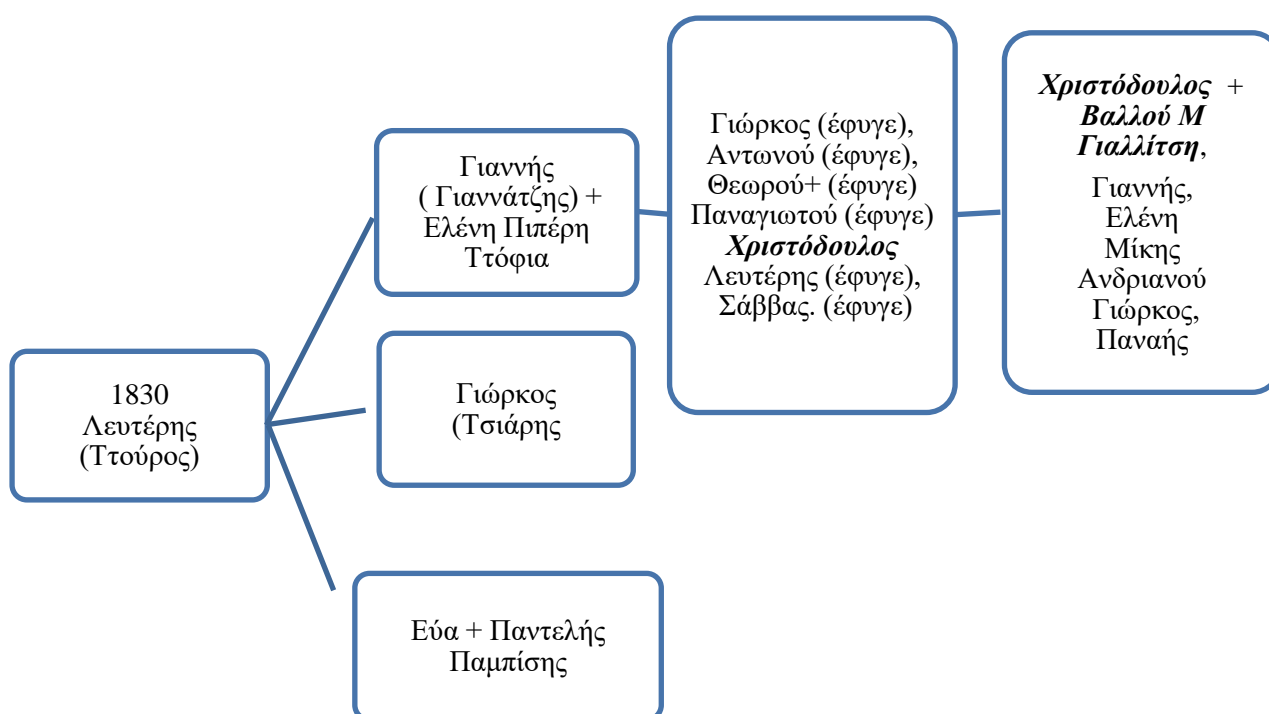 1830
Λευτέρης
(Ττούρος)
Γιαννής
( Γιαννάτζης) +
Ελένη Πιπέρη
Ττόφια
Γιώρκος
(Τσιάρης
Εύα + Παντελής
Παμπίσης
Γιώρκος (έφυγε),
Αντωνού (έφυγε),
Θεωρού+ (έφυγε)
Παναγιωτού (έφυγε)
Χριστόδουλος
Λευτέρης (έφυγε),
Σάββας. (έφυγε)
Χριστόδουλος +
Βαλλού Μ
Γιαλλίτση,
Γιαννής,
Ελένη
Μίκης
Ανδριανού
Γιώρκος,
Παναής